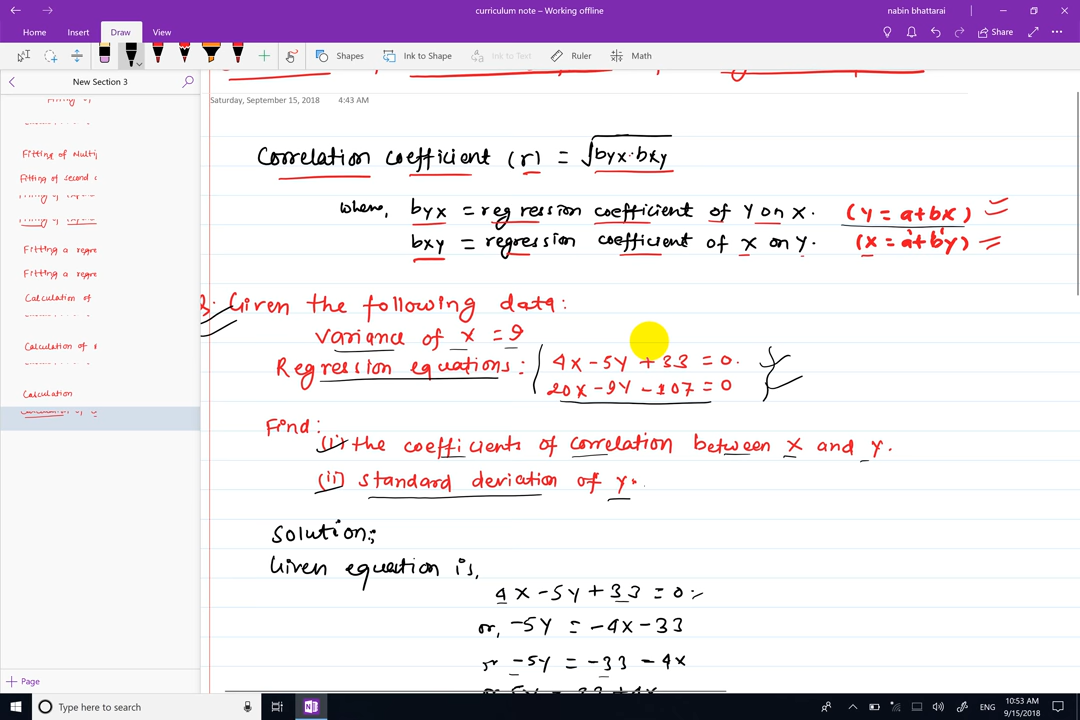 curriculum note – Working offline
nabin bhattarai
Home Insert Draw View
Share
Shapes Ink to Shape Ink to Text Ruler Math
New Section 3
Saturday, September 15, 2018 4:43 AM
Fitting of Multip
Fitting of second o
Fitting a regre
Fitting a regre
Calculation of
Calculation of
Calculation
Page
Correlation coefficient (r) = √byx·bxy
where, byx = regression coefficient of Y on X. (Y = a+bX)
bxy = regression coefficient of X on Y. (X = a'+b'Y)
Given the following data:
Variance of X = 9
Regression equations: 4X -5Y + 33 = 0.
20X -9Y -107 = 0
Find:
(i) the coefficients of correlation between X and Y.
(ii) standard deviation of Y.
Solution;
Given equation is,
4X -5Y + 33 = 0
or, -5Y = -4X -33
or -5Y = -33 - 4X
or 5Y = 33 + 4X
Type here to search
ENG
10:53 AM
9/15/2018